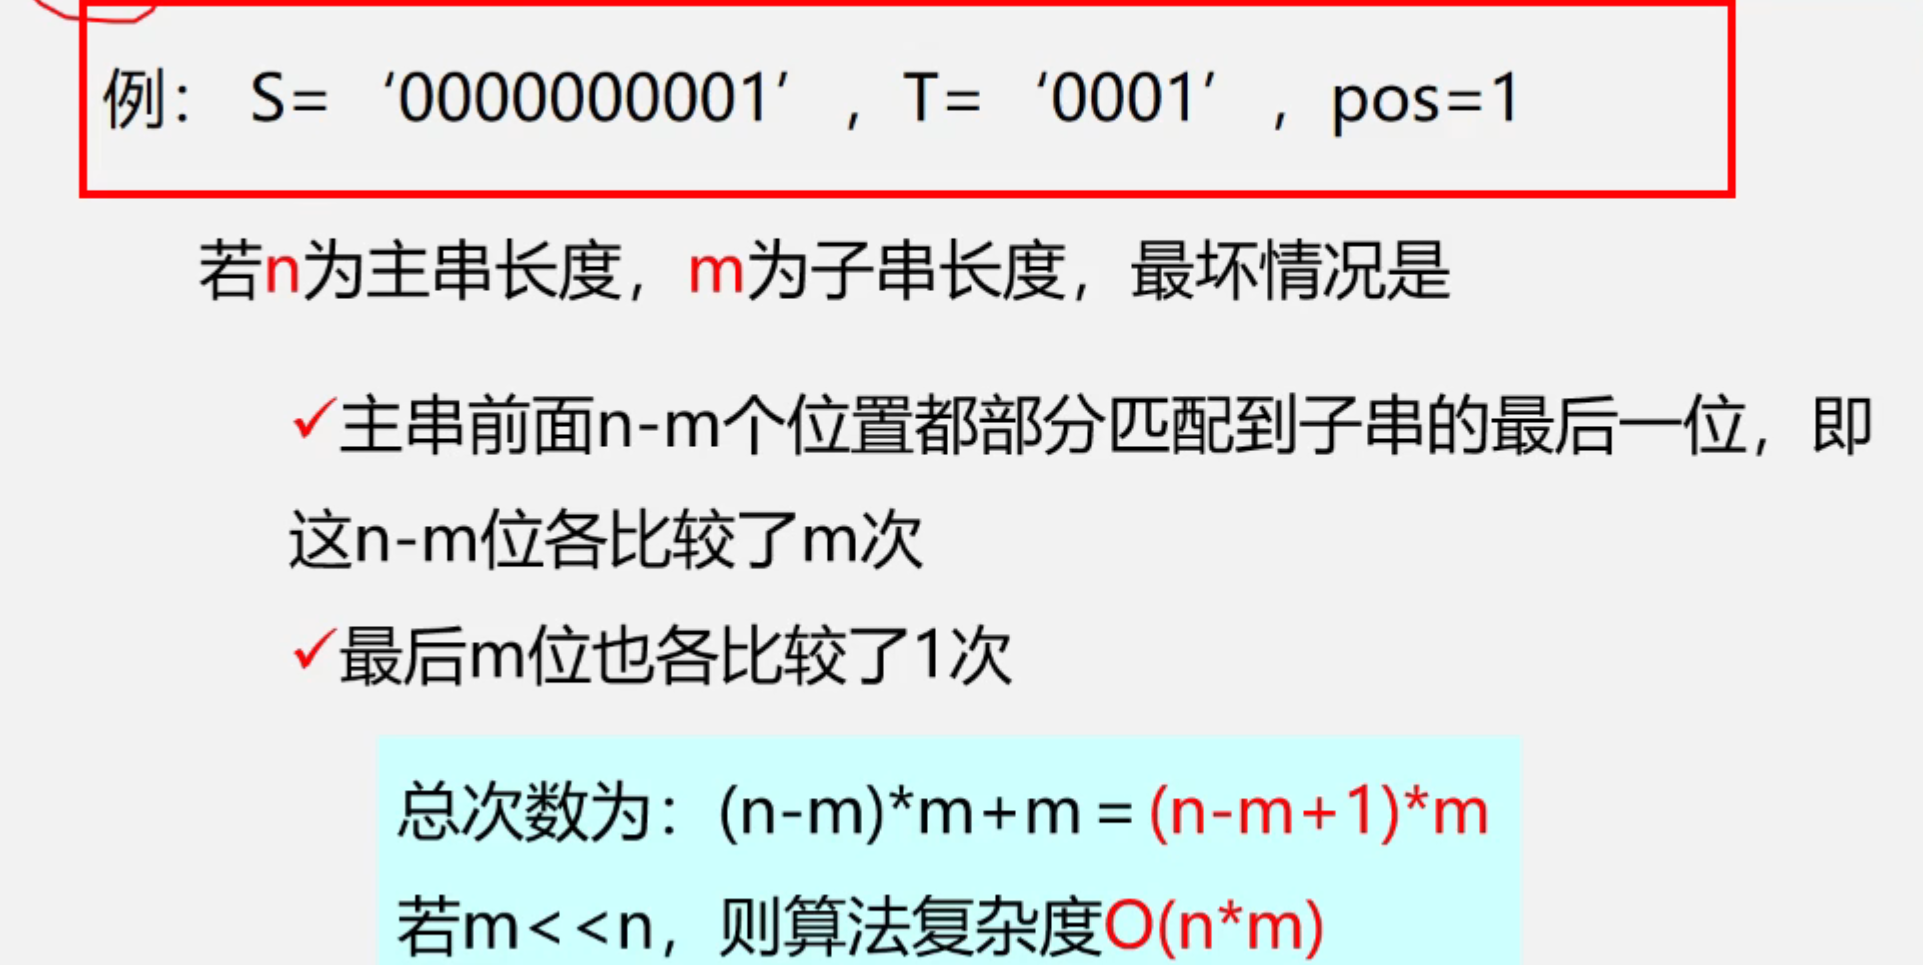 例： S= ‘0000000001’ ，T= ‘0001’ ，pos=1
若n为主串长度，m为子串长度，最坏情况是
✓主串前面n-m个位置都部分匹配到子串的最后一位，即
这n-m位各比较了m次
✓最后m位也各比较了1次
总次数为：(n-m)*m+m=(n-m+1)*m
若m<<n，则算法复杂度O(n*m)